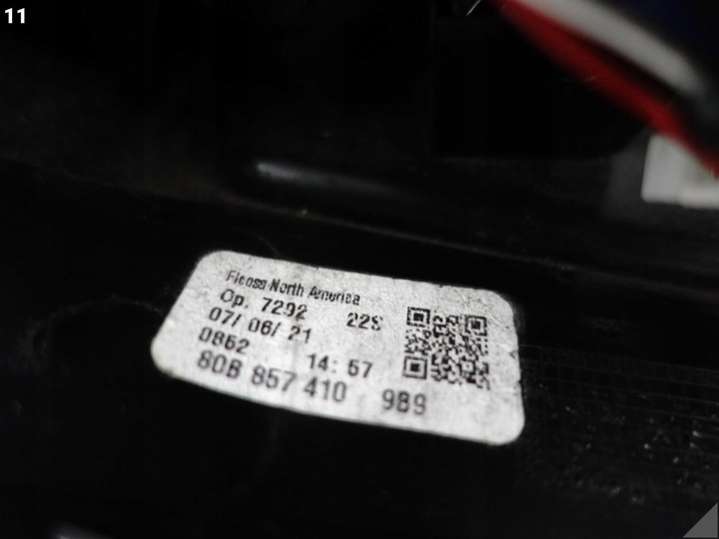 11
Ficosa North America
Op. 7292 22S
07/ 06/ 21
0862 14: 57
80B 857 410 989